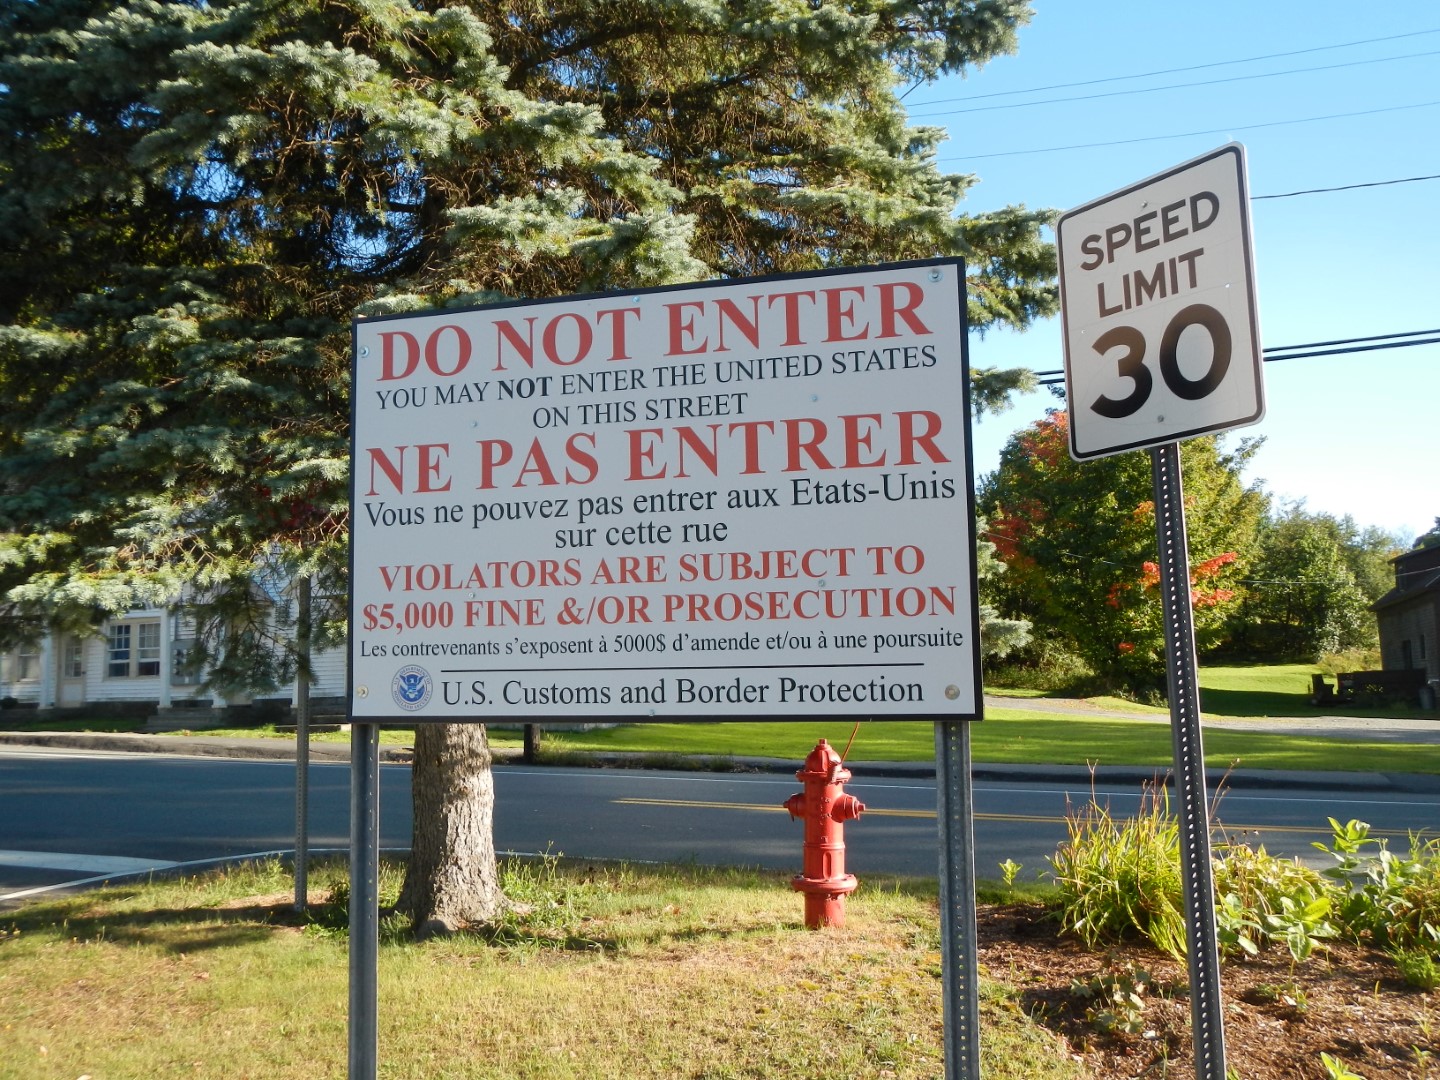 DO NOT ENTER
YOU MAY NOT ENTER THE UNITED STATES
ON THIS STREET
NE PAS ENTRER
Vous ne pouvez pas entrer aux Etats-Unis
sur cette rue
VIOLATORS ARE SUBJECT TO
$5,000 FINE &/OR PROSECUTION
Les contrevenants s'exposent à 5000$ d'amende et/ou à une poursuite
U.S. Customs and Border Protection
SPEED
LIMIT
30